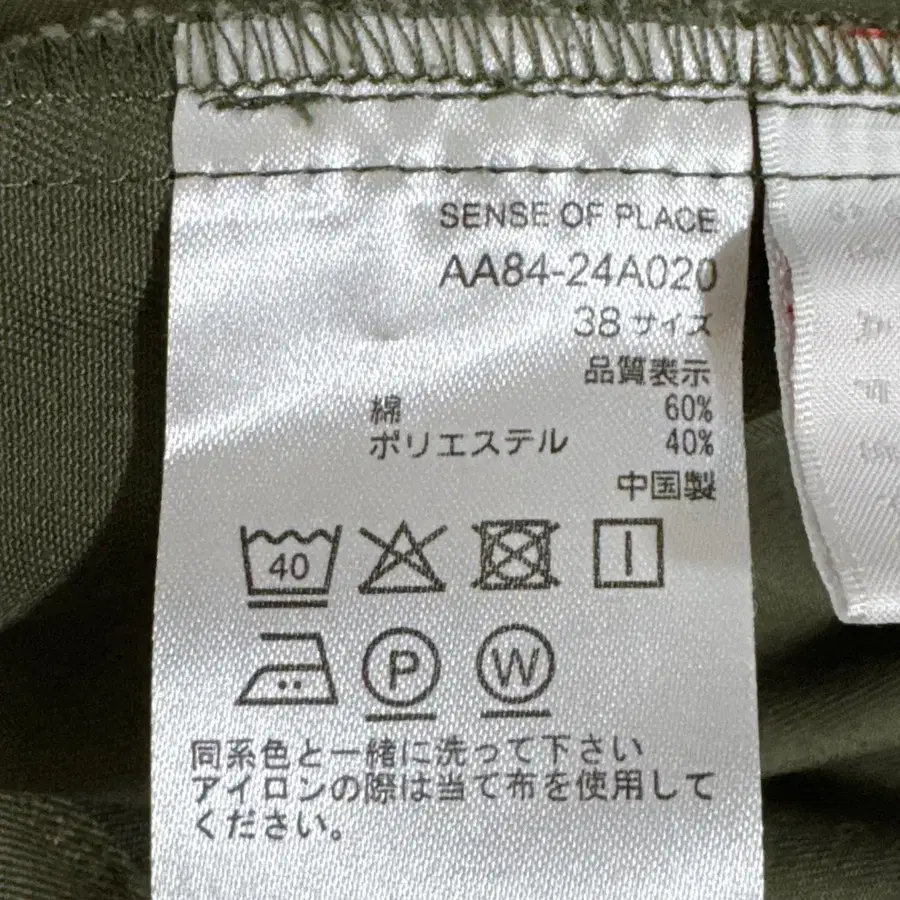 SENSE OF PLACE
AA84-24A020
38 サイズ
品質表示
綿 60%
ポリエステル 40%
中国製
40
P W
同系色と一緒に洗って下さい
アイロンの際は当て布を使用して
ください。